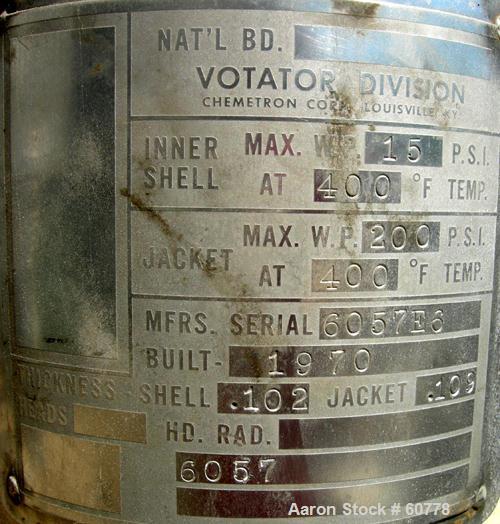 NAT'L BD.
VOTATOR DIVISION
CHEMETRON CORP. LOUISVILLE, KY.
INNER SHELL MAX. W.P. 15 P.S.I.
AT 400 °F TEMP.
JACKET MAX. W.P. 200 P.S.I.
AT 400 °F TEMP.
MFRS. SERIAL 6057E6
BUILT- 1970
THICKNESS - SHELL .102 JACKET .109
HEADS HD. RAD.
6057
Aaron Stock # 60778